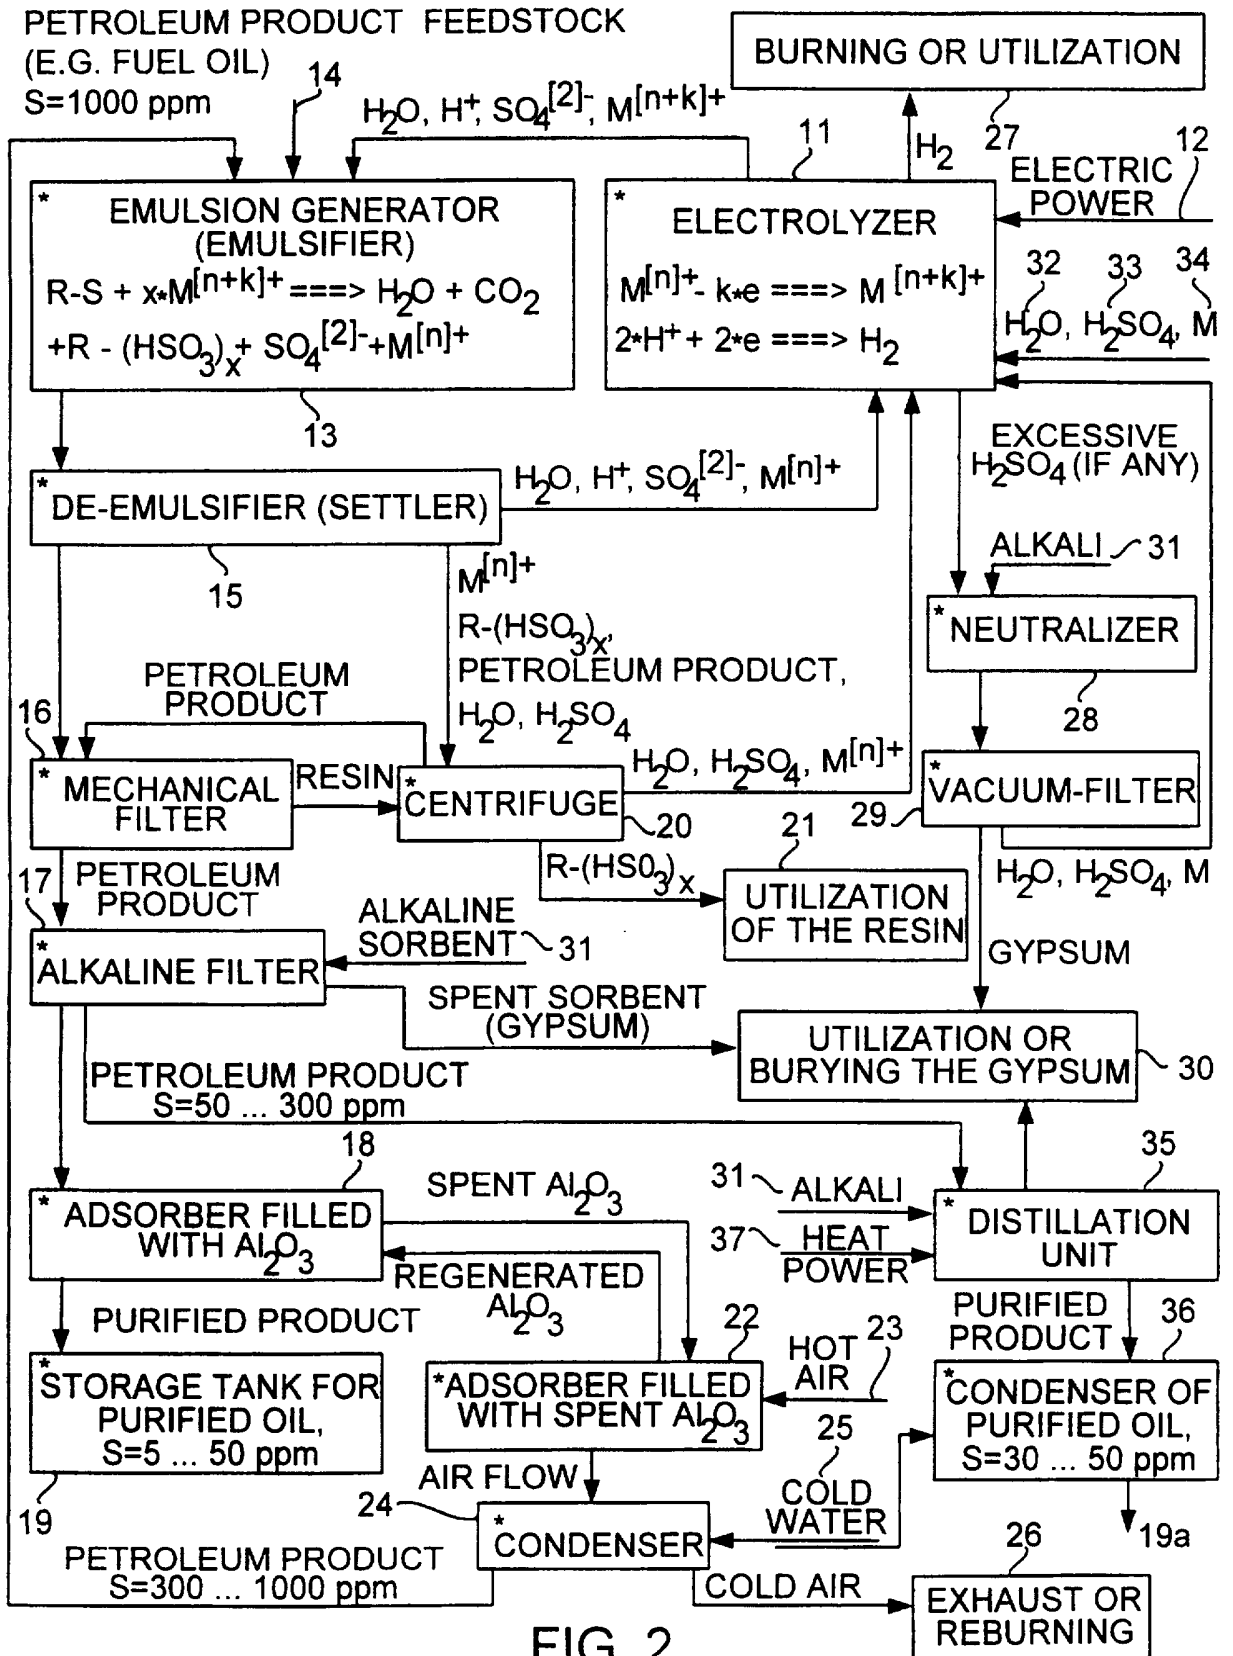 PETROLEUM PRODUCT FEEDSTOCK
(E.G. FUEL OIL)
S=1000 ppm
14
H2O, H+, SO4[2]-, M[n+k]+
BURNING OR UTILIZATION
27
11
H2
12
ELECTRIC
POWER
*
EMULSION GENERATOR
(EMULSIFIER)
R-S + x*M[n+k]+ ===> H2O + CO2
+R - (HSO3)x+ SO4[2]-+M[n]+
13
*
ELECTROLYZER
M[n]+- k*e ===> M [n+k]+
2*H+ + 2*e ===> H2
32
33
34
H2O, H2SO4, M
EXCESSIVE
H2SO4 (IF ANY)
*
DE-EMULSIFIER (SETTLER)
15
H2O, H+, SO4[2]-, M[n]+
ALKALI
31
M[n]+
R-(HSO3)x,
PETROLEUM PRODUCT,
H2O, H2SO4
*
NEUTRALIZER
28
PETROLEUM
PRODUCT
16
*
MECHANICAL
FILTER
RESIN
*
CENTRIFUGE
20
H2O, H2SO4, M[n]+
*
VACUUM-FILTER
29
H2O, H2SO4, M
R-(HSO3)x
21
UTILIZATION
OF THE RESIN
17
PETROLEUM
PRODUCT
ALKALINE
SORBENT
31
*
ALKALINE FILTER
GYPSUM
SPENT SORBENT
(GYPSUM)
UTILIZATION OR
BURYING THE GYPSUM
30
PETROLEUM PRODUCT
S=50 ... 300 ppm
18
*
ADSORBER FILLED
WITH Al2O3
SPENT Al2O3
REGENERATED
Al2O3
31
ALKALI
37
HEAT
POWER
35
*
DISTILLATION
UNIT
PURIFIED PRODUCT
PURIFIED
PRODUCT
36
*
STORAGE TANK FOR
PURIFIED OIL,
S=5 ... 50 ppm
19
22
*ADSORBER FILLED
WITH SPENT Al2O3
HOT
AIR
23
*
CONDENSER OF
PURIFIED OIL,
S=30 ... 50 ppm
19a
AIR FLOW
24
*
CONDENSER
25
COLD
WATER
PETROLEUM PRODUCT
S=300 ... 1000 ppm
COLD AIR
26
EXHAUST OR
REBURNING
FIG. 2